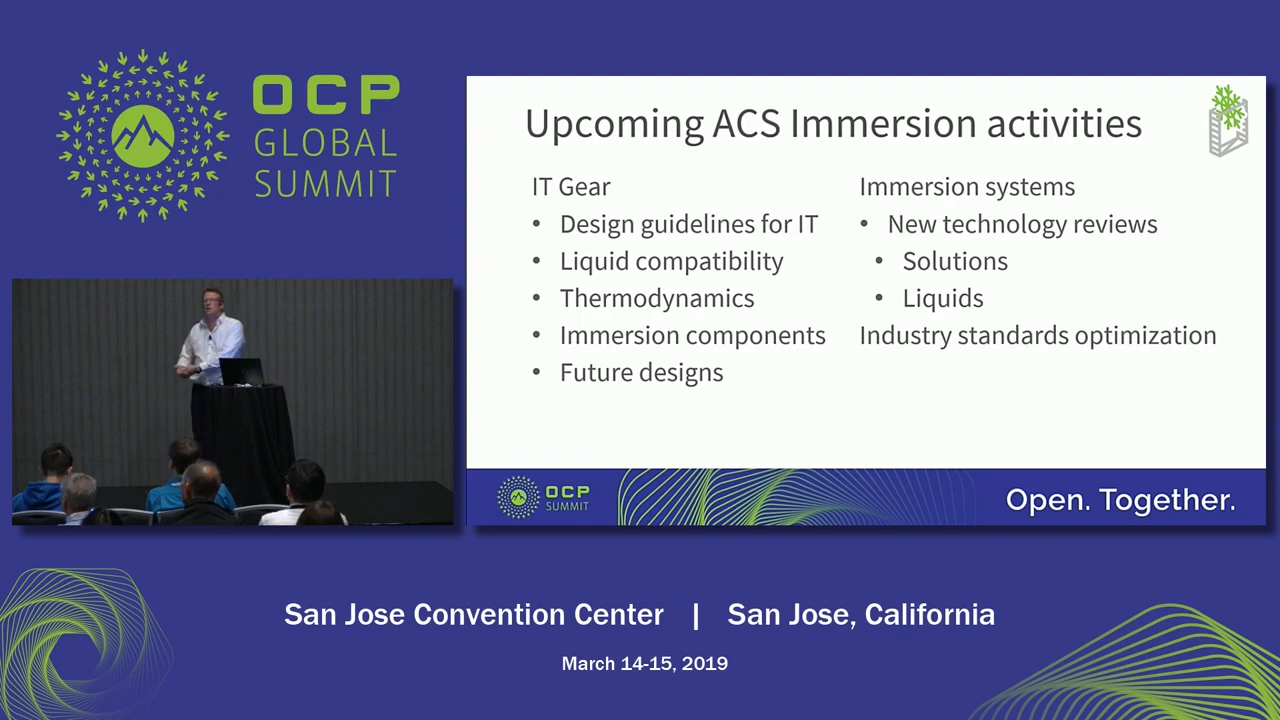 OCP
GLOBAL
SUMMIT
Upcoming ACS Immersion activities
IT Gear
• Design guidelines for IT
• Liquid compatibility
• Thermodynamics
• Immersion components
• Future designs
Immersion systems
• New technology reviews
• Solutions
• Liquids
Industry standards optimization
OCP
SUMMIT
Open. Together.
San Jose Convention Center | San Jose, California
March 14-15, 2019